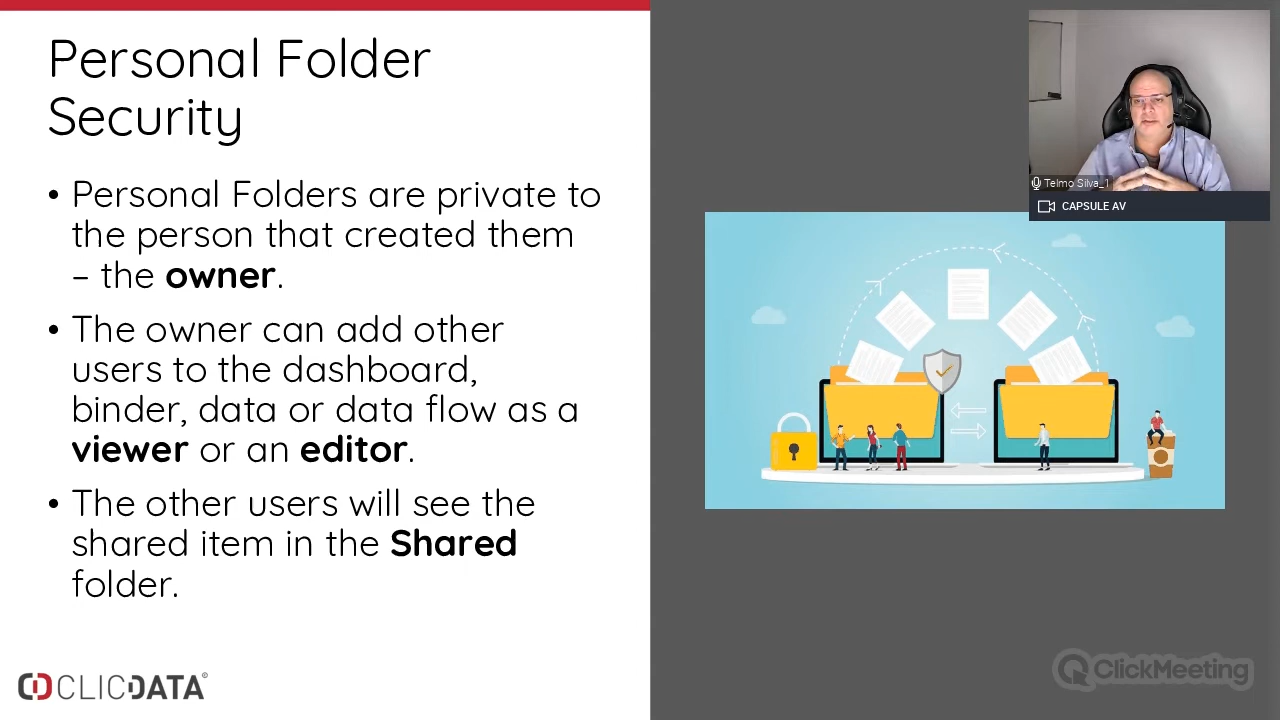 Personal Folder
Security
• Personal Folders are private to
the person that created them
– the owner.
• The owner can add other
users to the dashboard,
binder, data or data flow as a
viewer or an editor.
• The other users will see the
shared item in the Shared
folder.
CLICDATA
Telmo Silva_1
CAPSULE AV
ClickMeeting